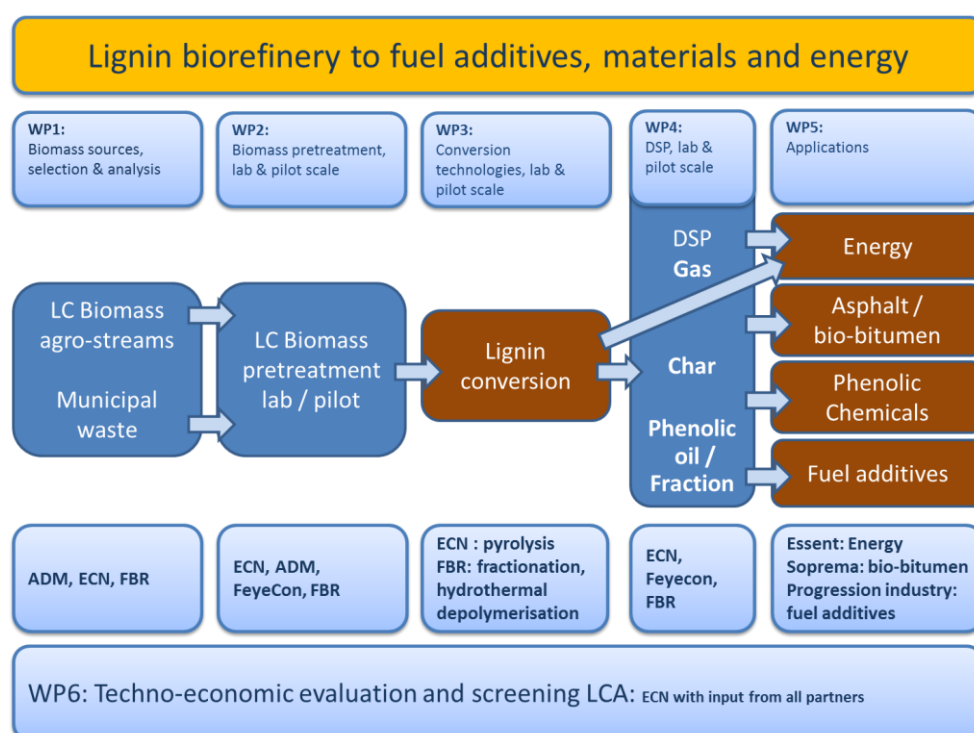 Lignin biorefinery to fuel additives, materials and energy
WP1:
Biomass sources,
selection & analysis
WP2:
Biomass pretreatment,
lab & pilot scale
WP3:
Conversion
technologies, lab &
pilot scale
WP4:
DSP, lab &
pilot scale
WP5:
Applications
LC Biomass
agro-streams
Municipal
waste
LC Biomass
pretreatment
lab / pilot
Lignin
conversion
DSP
Gas
Char
Phenolic
oil /
Fraction
Energy
Asphalt /
bio-bitumen
Phenolic
Chemicals
Fuel additives
ADM, ECN, FBR
ECN, ADM,
FeyeCon, FBR
ECN : pyrolysis
FBR: fractionation,
hydrothermal
depolymerisation
ECN,
Feyecon,
FBR
Essent: Energy
Soprema: bio-bitumen
Progression industry:
fuel additives
WP6: Techno-economic evaluation and screening LCA: ECN with input from all partners